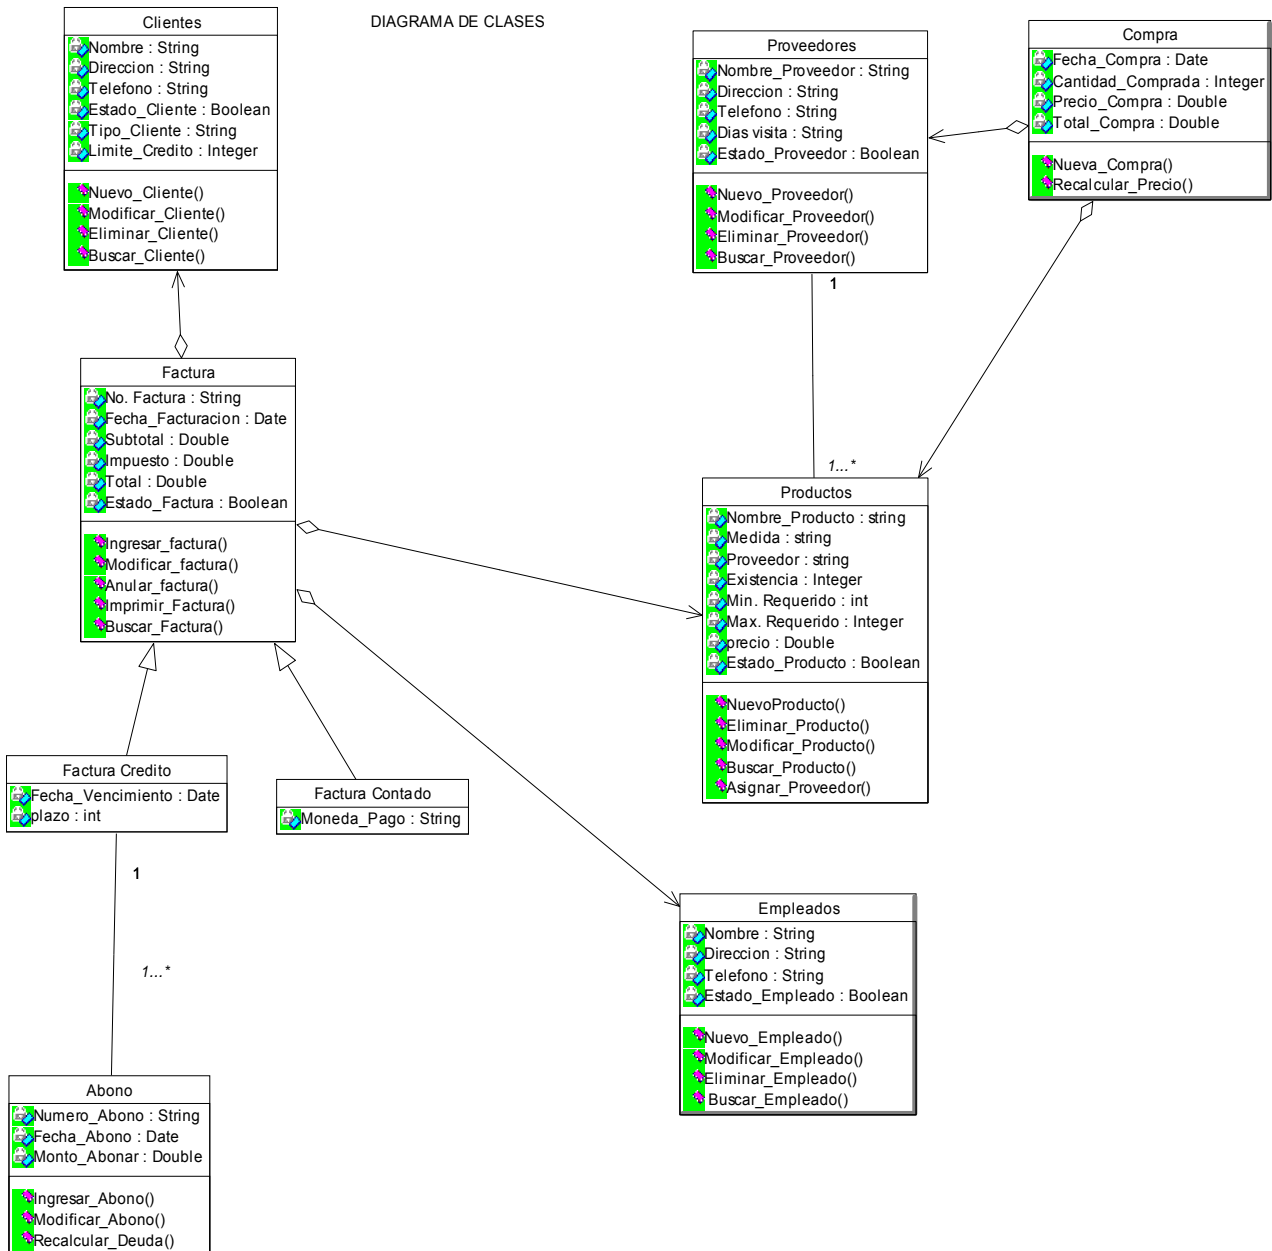 DIAGRAMA DE CLASES
Clientes
Nombre : String
Direccion : String
Telefono : String
Estado_Cliente : Boolean
Tipo_Cliente : String
Limite_Credito : Integer
Nuevo_Cliente()
Modificar_Cliente()
Eliminar_Cliente()
Buscar_Cliente()
Proveedores
Nombre_Proveedor : String
Direccion : String
Telefono : String
Dias visita : String
Estado_Proveedor : Boolean
Nuevo_Proveedor()
Modificar_Proveedor()
Eliminar_Proveedor()
Buscar_Proveedor()
Compra
Fecha_Compra : Date
Cantidad_Comprada : Integer
Precio_Compra : Double
Total_Compra : Double
Nueva_Compra()
Recalcular_Precio()
1
1...*
Factura
No. Factura : String
Fecha_Facturacion : Date
Subtotal : Double
Impuesto : Double
Total : Double
Estado_Factura : Boolean
Ingresar_factura()
Modificar_factura()
Anular_factura()
Imprimir_Factura()
Buscar_Factura()
Productos
Nombre_Producto : string
Medida : string
Proveedor : string
Existencia : Integer
Min. Requerido : int
Max. Requerido : Integer
precio : Double
Estado_Producto : Boolean
NuevoProducto()
Eliminar_Producto()
Modificar_Producto()
Buscar_Producto()
Asignar_Proveedor()
Factura Credito
Fecha_Vencimiento : Date
plazo : int
Factura Contado
Moneda_Pago : String
1
1...*
Empleados
Nombre : String
Direccion : String
Telefono : String
Estado_Empleado : Boolean
Nuevo_Empleado()
Modificar_Empleado()
Eliminar_Empleado()
Buscar_Empleado()
Abono
Numero_Abono : String
Fecha_Abono : Date
Monto_Abonar : Double
Ingresar_Abono()
Modificar_Abono()
Recalcular_Deuda()